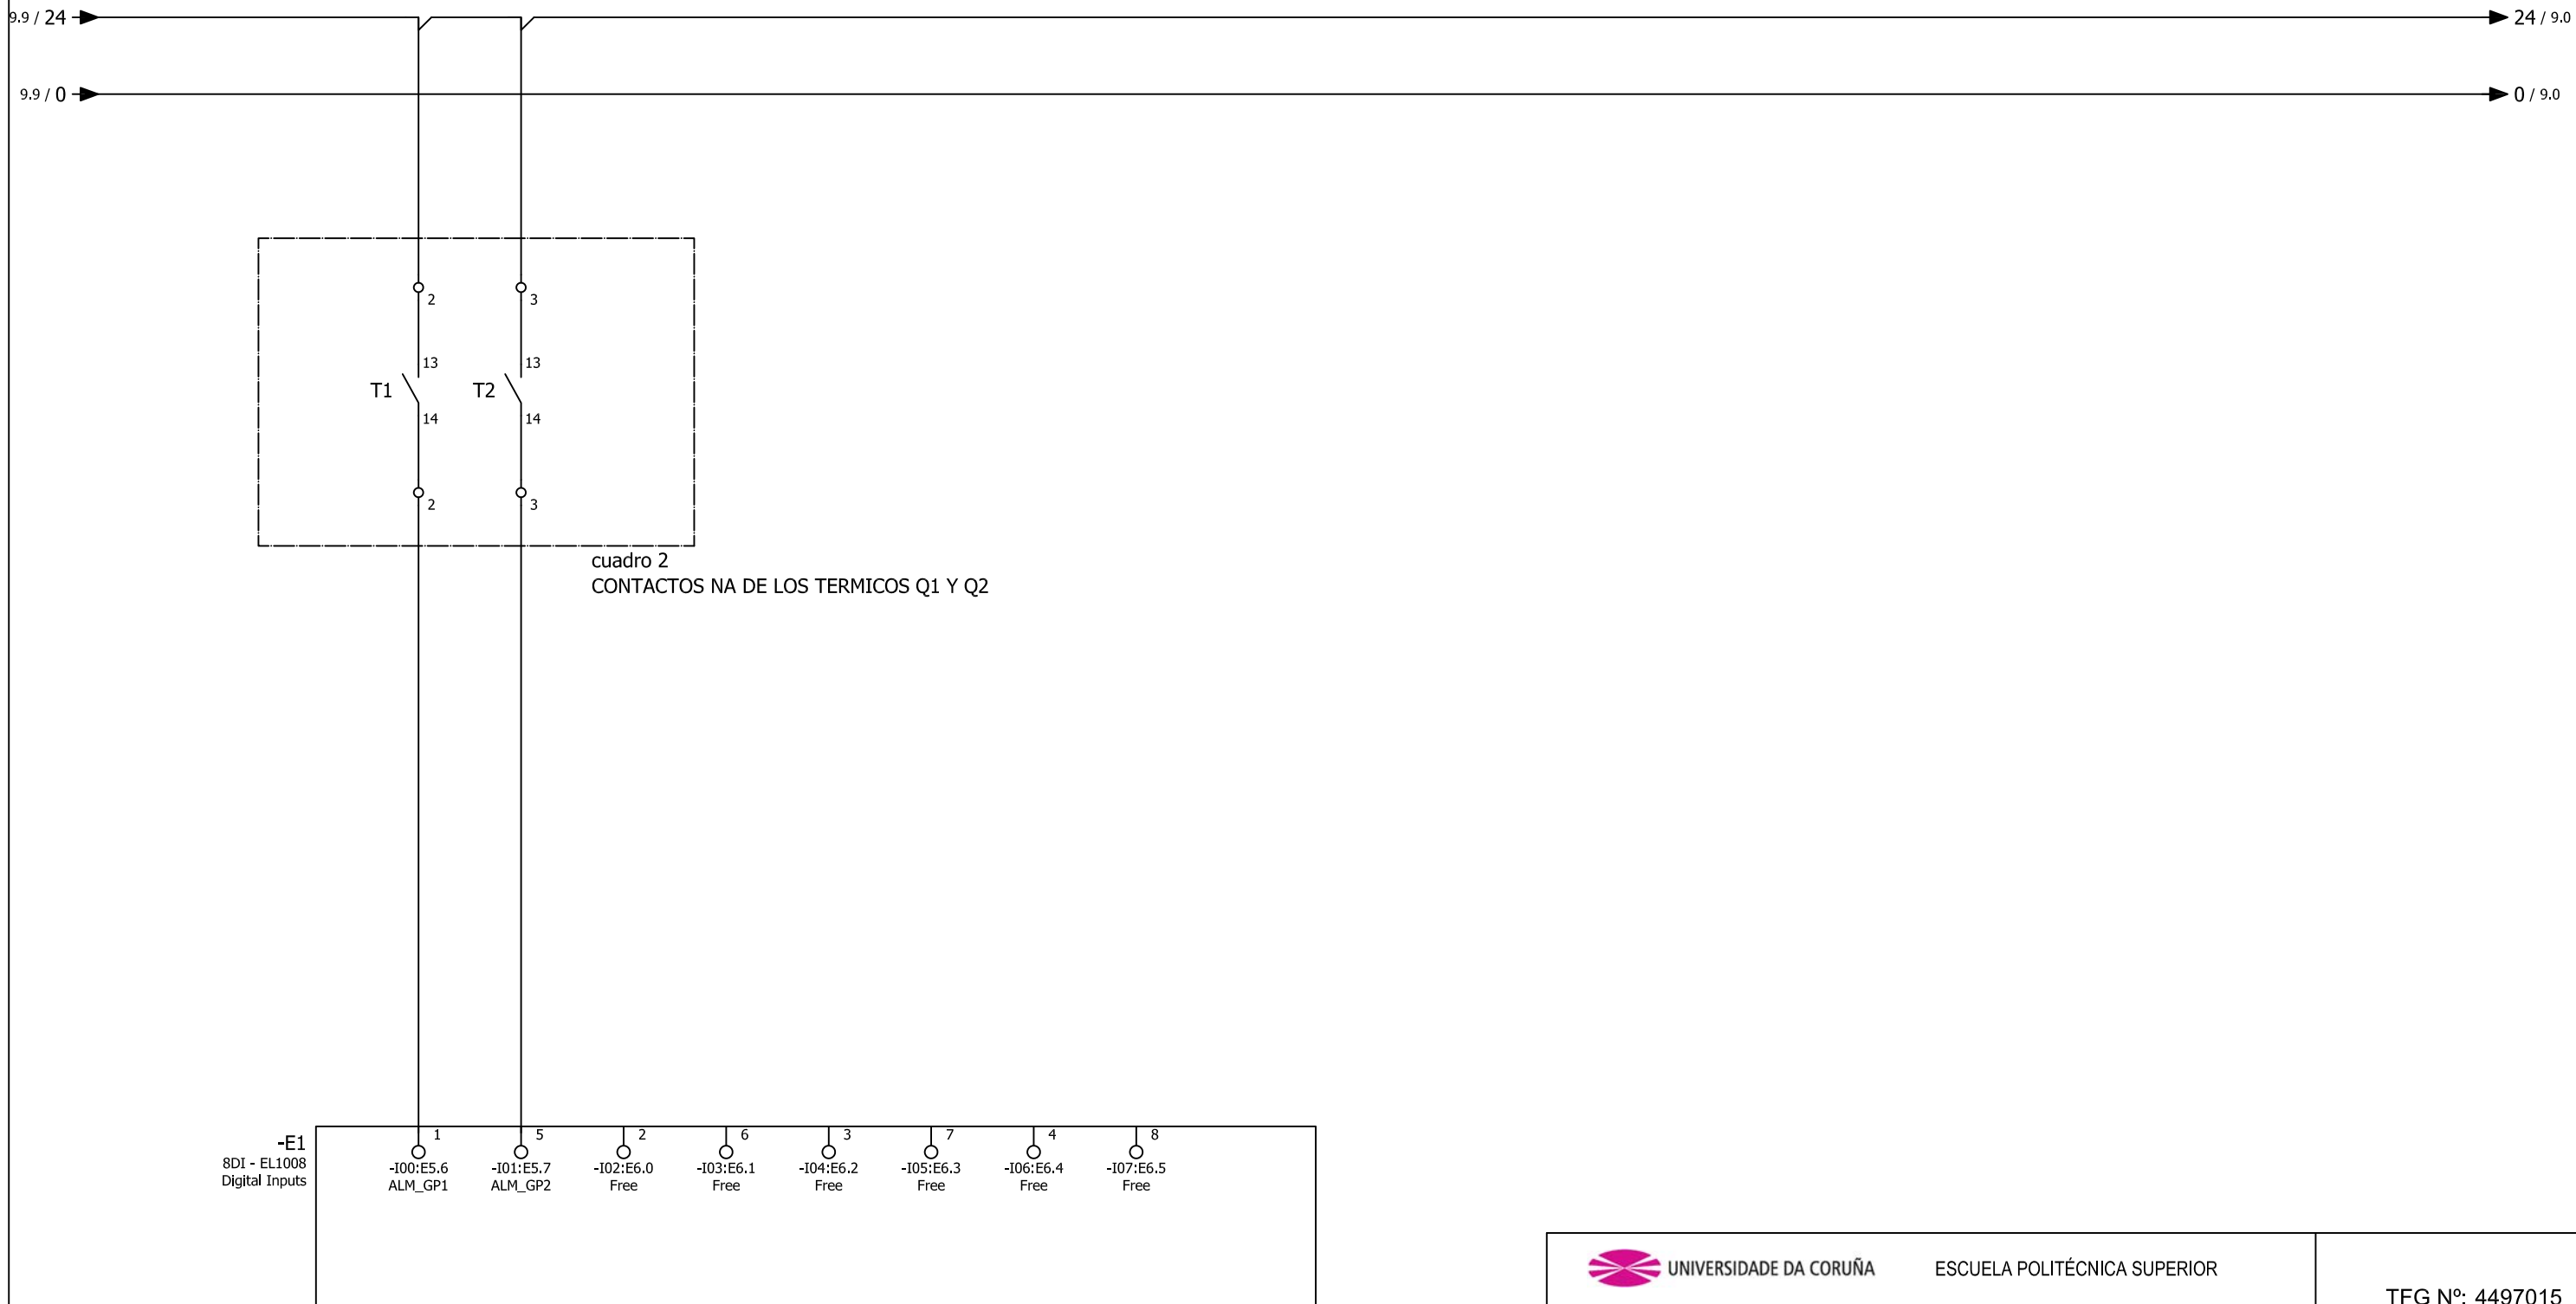 9.9 / 24
24 / 9.0
9.9 / 0
0 / 9.0
2
3
13
13
T1
T2
14
14
2
3
cuadro 2
CONTACTOS NA DE LOS TERMICOS Q1 Y Q2
-E1
8DI - EL1008
Digital Inputs
1 5 2 6 3 7 4 8
-I00:E5.6 -I01:E5.7 -I02:E6.0 -I03:E6.1 -I04:E6.2 -I05:E6.3 -I06:E6.4 -I07:E6.5
ALM_GP1 ALM_GP2 Free Free Free Free Free Free
UNIVERSIDADE DA CORUÑA
ESCUELA POLITÉCNICA SUPERIOR
TFG Nº: 4497015